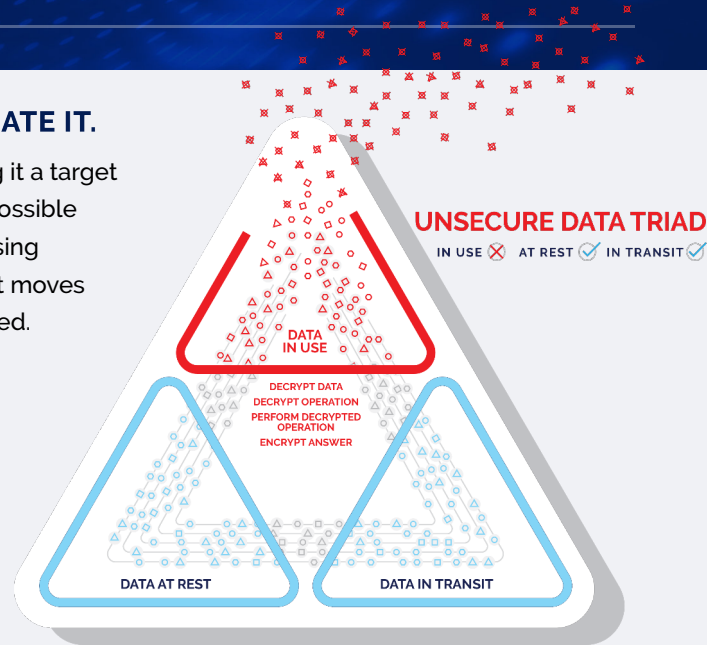 ATE IT.
g it a target
ossible
sing
t moves
ed.
UNSECURE DATA TRIAD
IN USE AT REST IN TRANSIT
DATA
IN USE
DECRYPT DATA
DECRYPT OPERATION
PERFORM DECRYPTED
OPERATION
ENCRYPT ANSWER
DATA AT REST
DATA IN TRANSIT